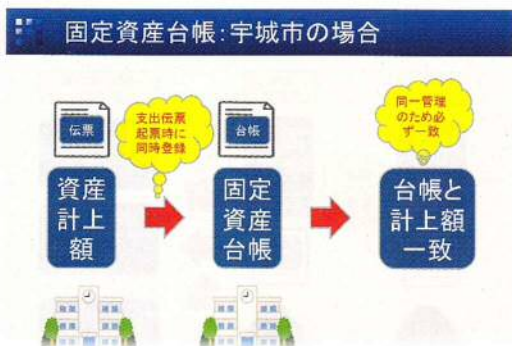 固定資産台帳:宇城市の場合
伝票
支出伝票
起票時に
同時登録
台帳
同一管理
のため必
ず一致
資産
計上
額
固定
資産
台帳
台帳と
計上額
一致